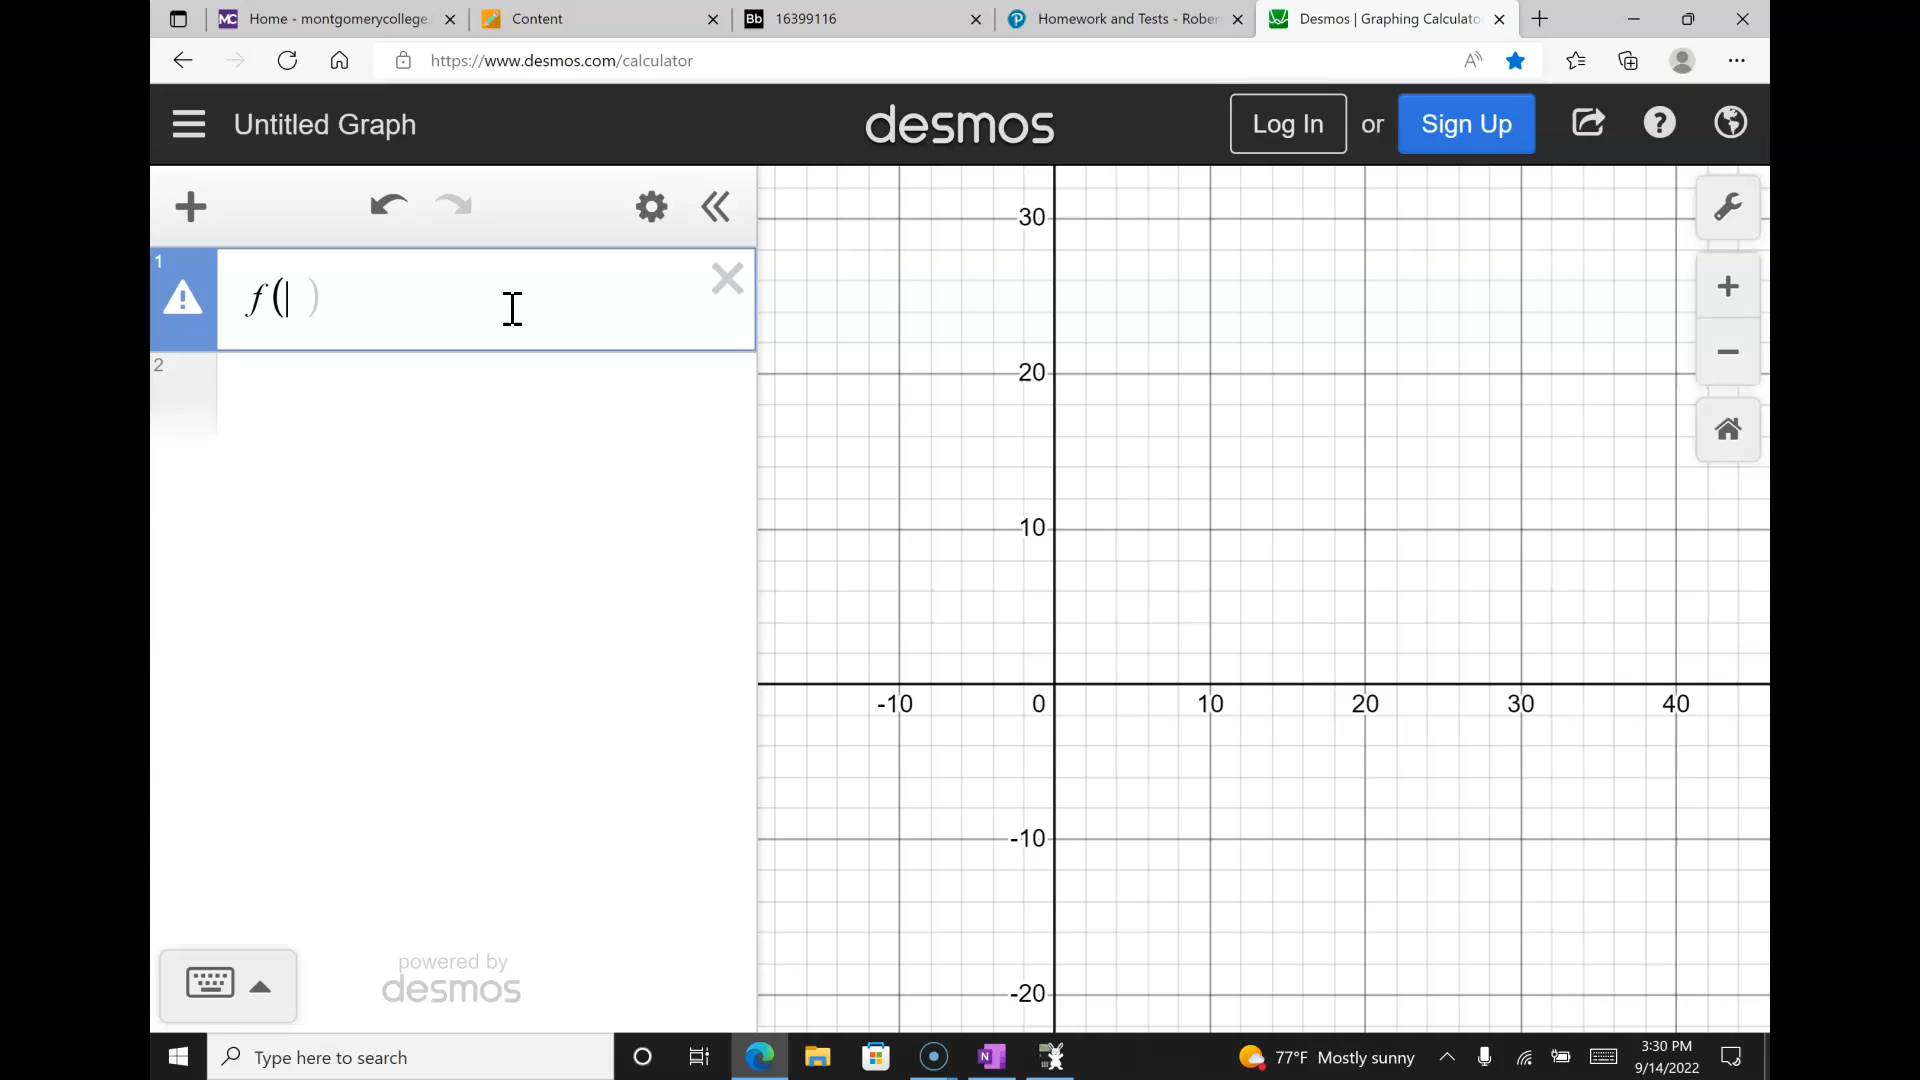 MC Home - montgomerycollege.
Content
Bb 16399116
Homework and Tests - Rober
Desmos | Graphing Calculato
https://www.desmos.com/calculator
Untitled Graph
desmos
Log In or Sign Up
1
f( )
2
30
20
10
-10 0 10 20 30 40
-10
-20
powered by
desmos
Type here to search
77°F Mostly sunny
3:30 PM
9/14/2022